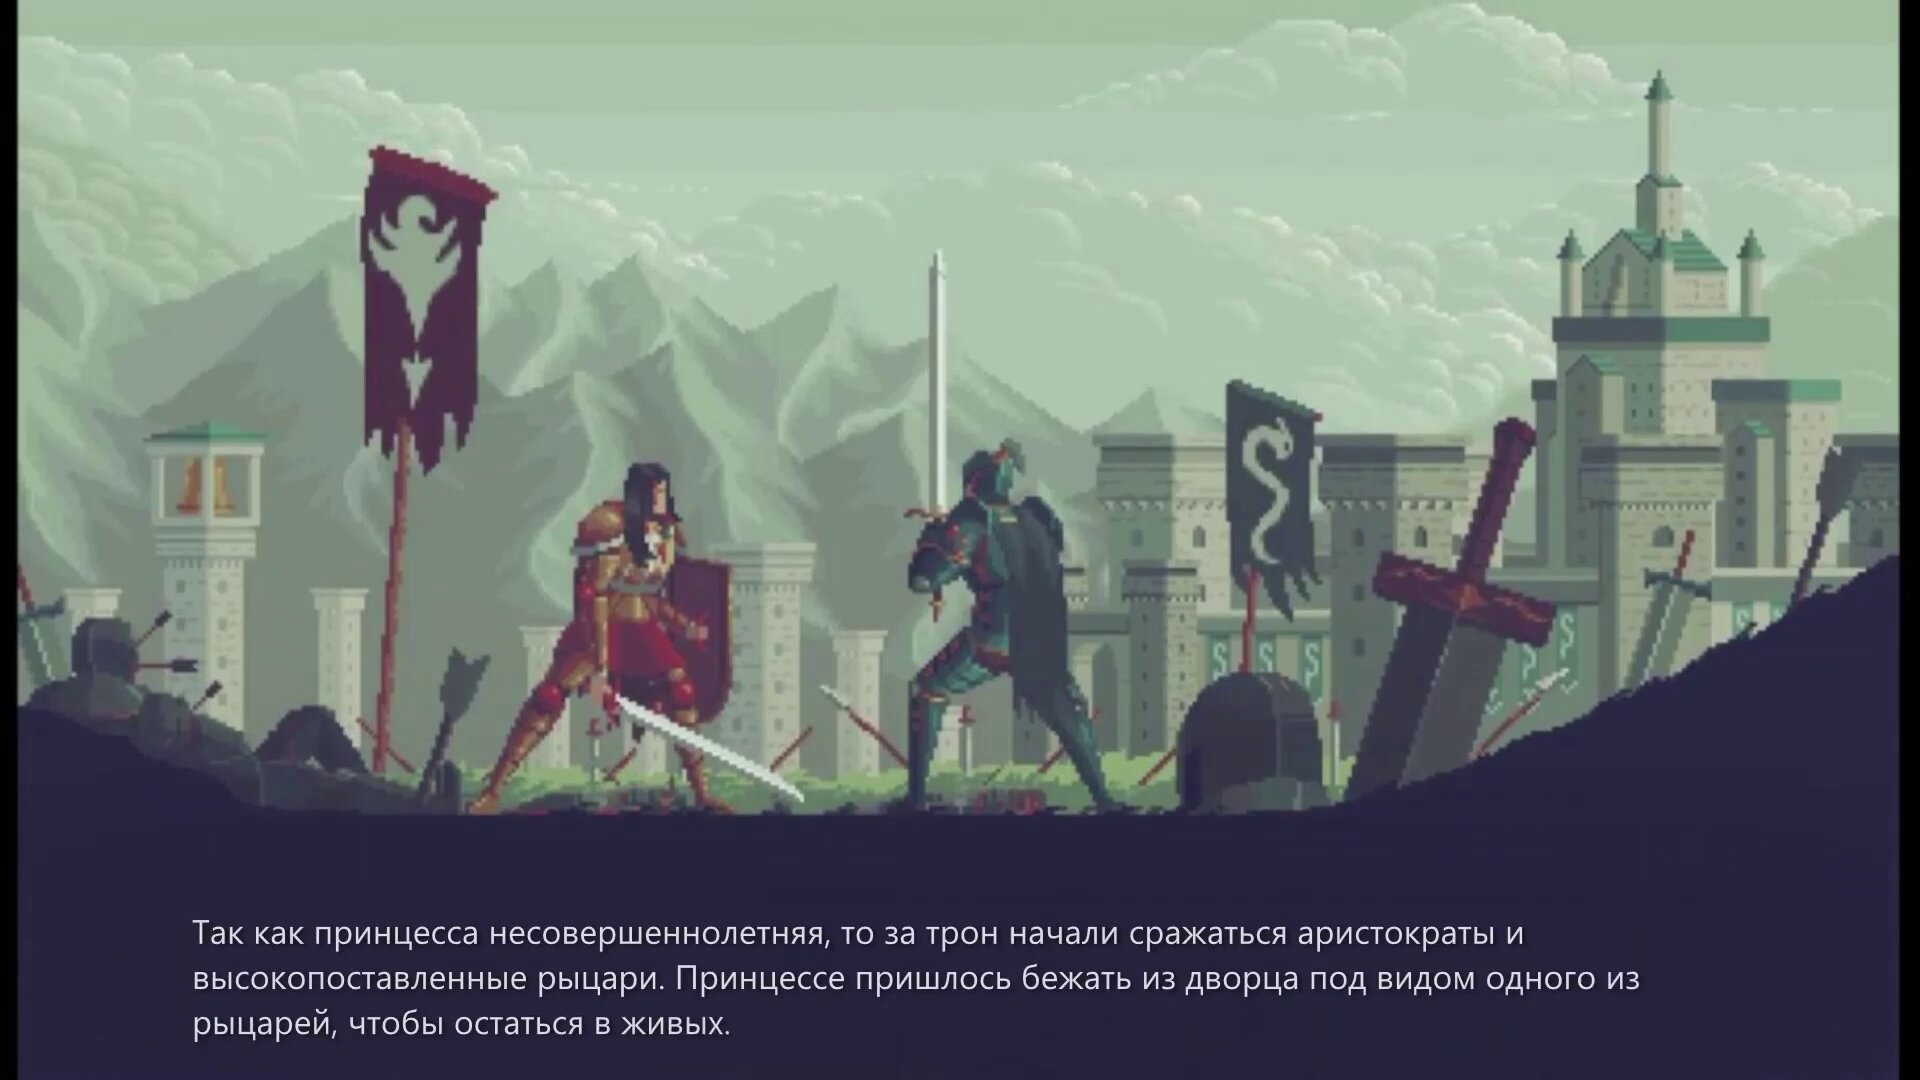 Так как принцесса несовершеннолетняя, то за трон начали сражаться аристократы и
высокопоставленные рыцари. Принцессе пришлось бежать из дворца под видом одного из
рыцарей, чтобы остаться в живых.